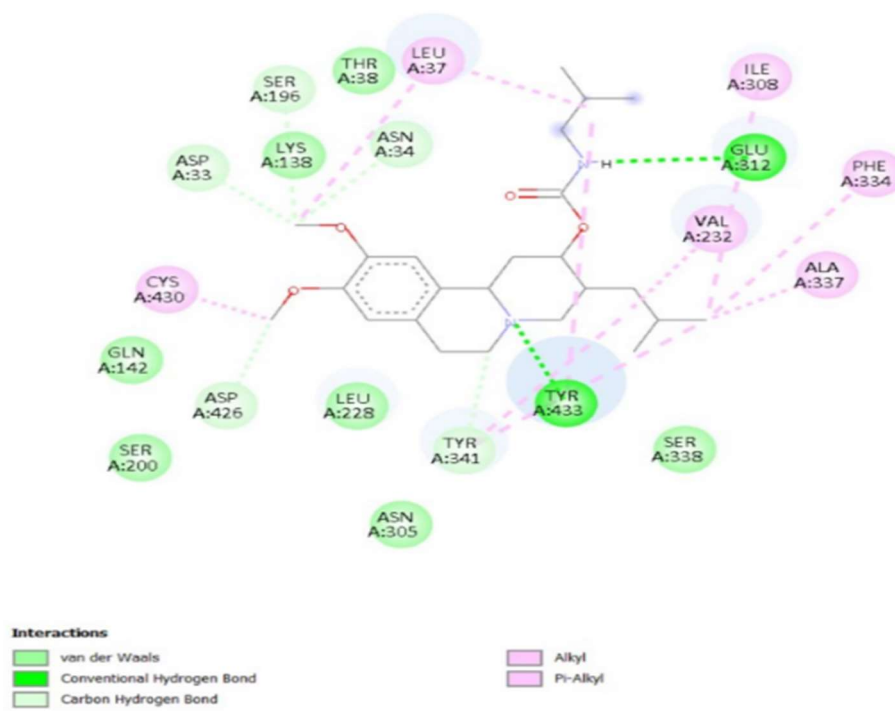 LEU
A:37
THR
A:38
SER
A:196
ILE
A:308
LYS
A:138
ASN
A:34
ASP
A:33
GLU
A:312
PHE
A:334
N H
O
O
VAL
A:232
O
CYS
A:430
O
ALA
A:337
N
GLN
A:142
ASP
A:426
LEU
A:228
TYR
A:433
TYR
A:341
SER
A:338
SER
A:200
ASN
A:305
Interactions
van der Waals
Conventional Hydrogen Bond
Carbon Hydrogen Bond
Alkyl
Pi-Alkyl